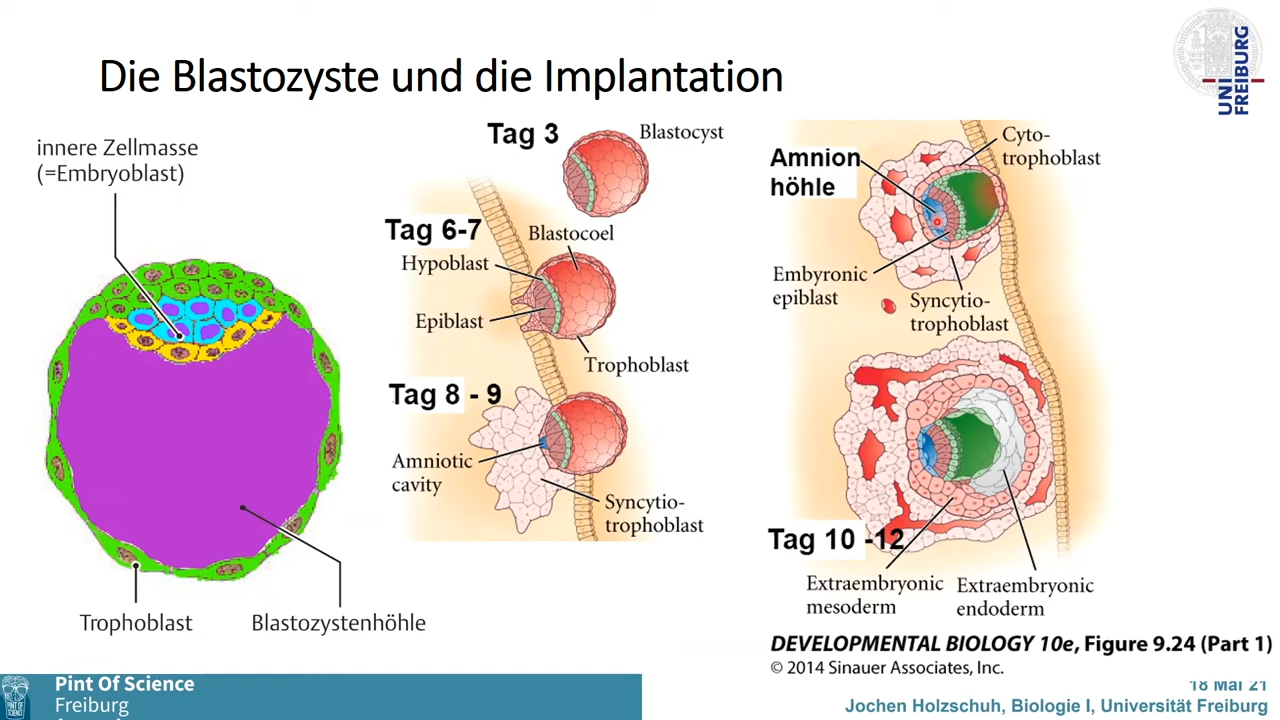 Die Blastozyste und die Implantation
UNI
FREIBURG
innere Zellmasse
(=Embryoblast)
Trophoblast
Blastozystenhöhle
Tag 3
Blastocyst
Tag 6-7
Blastocoel
Hypoblast
Epiblast
Trophoblast
Tag 8 - 9
Amniotic
cavity
Syncytio-
trophoblast
Amnion
höhle
Cyto-
trophoblast
Embyronic
epiblast
Syncytio-
trophoblast
Tag 10 -12
Extraembryonic
mesoderm
Extraembryonic
endoderm
DEVELOPMENTAL BIOLOGY 10e, Figure 9.24 (Part 1)
© 2014 Sinauer Associates, Inc.
Pint Of Science
Freiburg
18 Mai 21
Jochen Holzschuh, Biologie I, Universität Freiburg